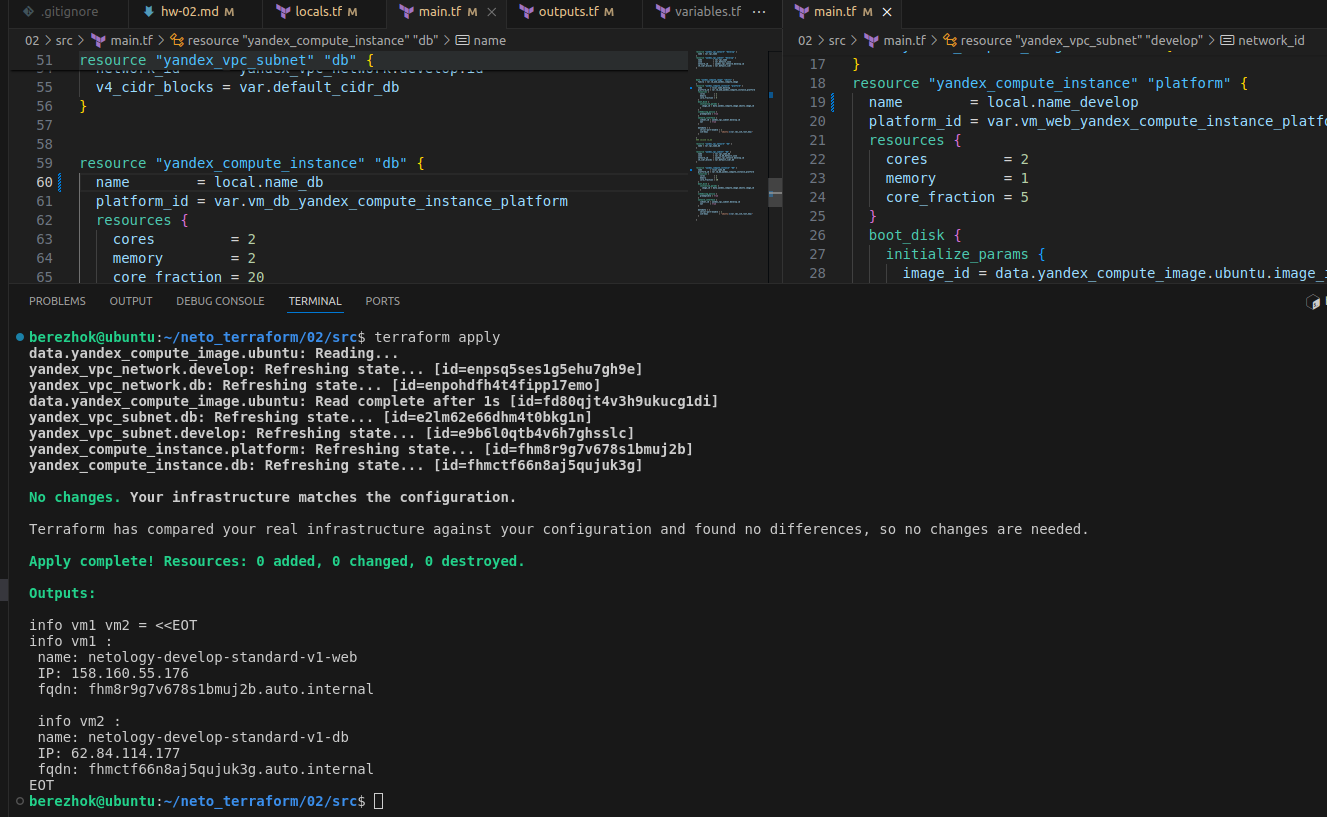 .gitignore
hw-02.md M
locals.tf M
main.tf M
outputs.tf M
variables.tf ···
main.tf M
02 > src > main.tf > resource "yandex_compute_instance" "db" > name
51 resource "yandex_vpc_subnet" "db" {
55 v4_cidr_blocks = var.default_cidr_db
56 }
57
58
59 resource "yandex_compute_instance" "db" {
60 name        = local.name_db
61 platform_id = var.vm_db_yandex_compute_instance_platform
62 resources {
63 cores         = 2
64 memory        = 2
65 core_fraction = 20
02 > src > main.tf > resource "yandex_vpc_subnet" "develop" > network_id
17 }
18 resource "yandex_compute_instance" "platform" {
19 name        = local.name_develop
20 platform_id = var.vm_web_yandex_compute_instance_platfo
21 resources {
22 cores         = 2
23 memory        = 1
24 core_fraction = 5
25 }
26 boot_disk {
27 initialize_params {
28 image_id = data.yandex_compute_image.ubuntu.image_i
PROBLEMS OUTPUT DEBUG CONSOLE TERMINAL PORTS
berezhok@ubuntu:~/neto_terraform/02/src$ terraform apply
data.yandex_compute_image.ubuntu: Reading...
yandex_vpc_network.develop: Refreshing state... [id=enpsq5ses1g5ehu7gh9e]
yandex_vpc_network.db: Refreshing state... [id=enpohdfh4t4fipp17emo]
data.yandex_compute_image.ubuntu: Read complete after 1s [id=fd80qjt4v3h9ukucg1di]
yandex_vpc_subnet.db: Refreshing state... [id=e2lm62e66dhm4t0bkg1n]
yandex_vpc_subnet.develop: Refreshing state... [id=e9b6l0qtb4v6h7ghsslc]
yandex_compute_instance.platform: Refreshing state... [id=fhm8r9g7v678s1bmuj2b]
yandex_compute_instance.db: Refreshing state... [id=fhmctf66n8aj5qujuk3g]
No changes. Your infrastructure matches the configuration.
Terraform has compared your real infrastructure against your configuration and found no differences, so no changes are needed.
Apply complete! Resources: 0 added, 0 changed, 0 destroyed.
Outputs:
info vm1 vm2 = <<EOT
info vm1 :
name: netology-develop-standard-v1-web
IP: 158.160.55.176
fqdn: fhm8r9g7v678s1bmuj2b.auto.internal
info vm2 :
name: netology-develop-standard-v1-db
IP: 62.84.114.177
fqdn: fhmctf66n8aj5qujuk3g.auto.internal
EOT
berezhok@ubuntu:~/neto_terraform/02/src$